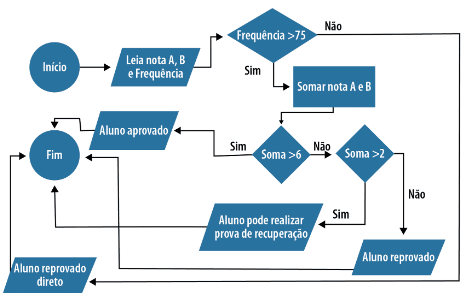 Início
Leia nota A, B
e Frequência
Frequência >75
Não
Sim
Somar nota A e B
Aluno aprovado
Sim
Soma >6
Não
Soma >2
Fim
Não
Sim
Aluno pode realizar
prova de recuperação
Aluno reprovado
Aluno reprovado
direto